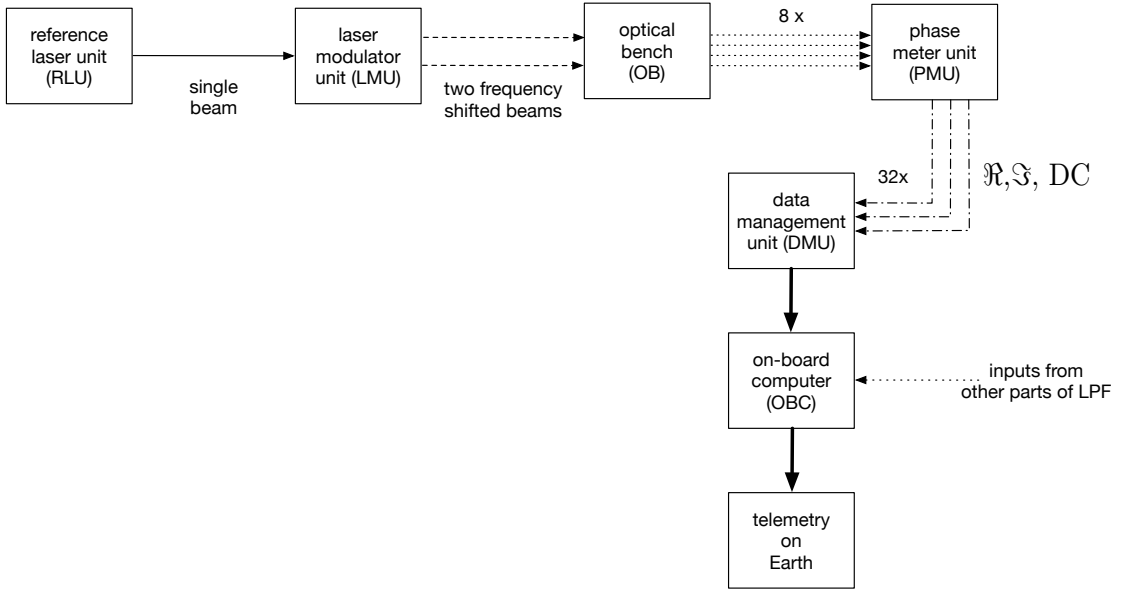 reference
laser unit
(RLU)
single
beam
laser
modulator
unit (LMU)
two frequency
shifted beams
optical
bench
(OB)
8 x
phase
meter unit
(PMU)
32x
ℜ,ℑ, DC
data
management
unit (DMU)
on-board
computer
(OBC)
inputs from
other parts of LPF
telemetry
on
Earth